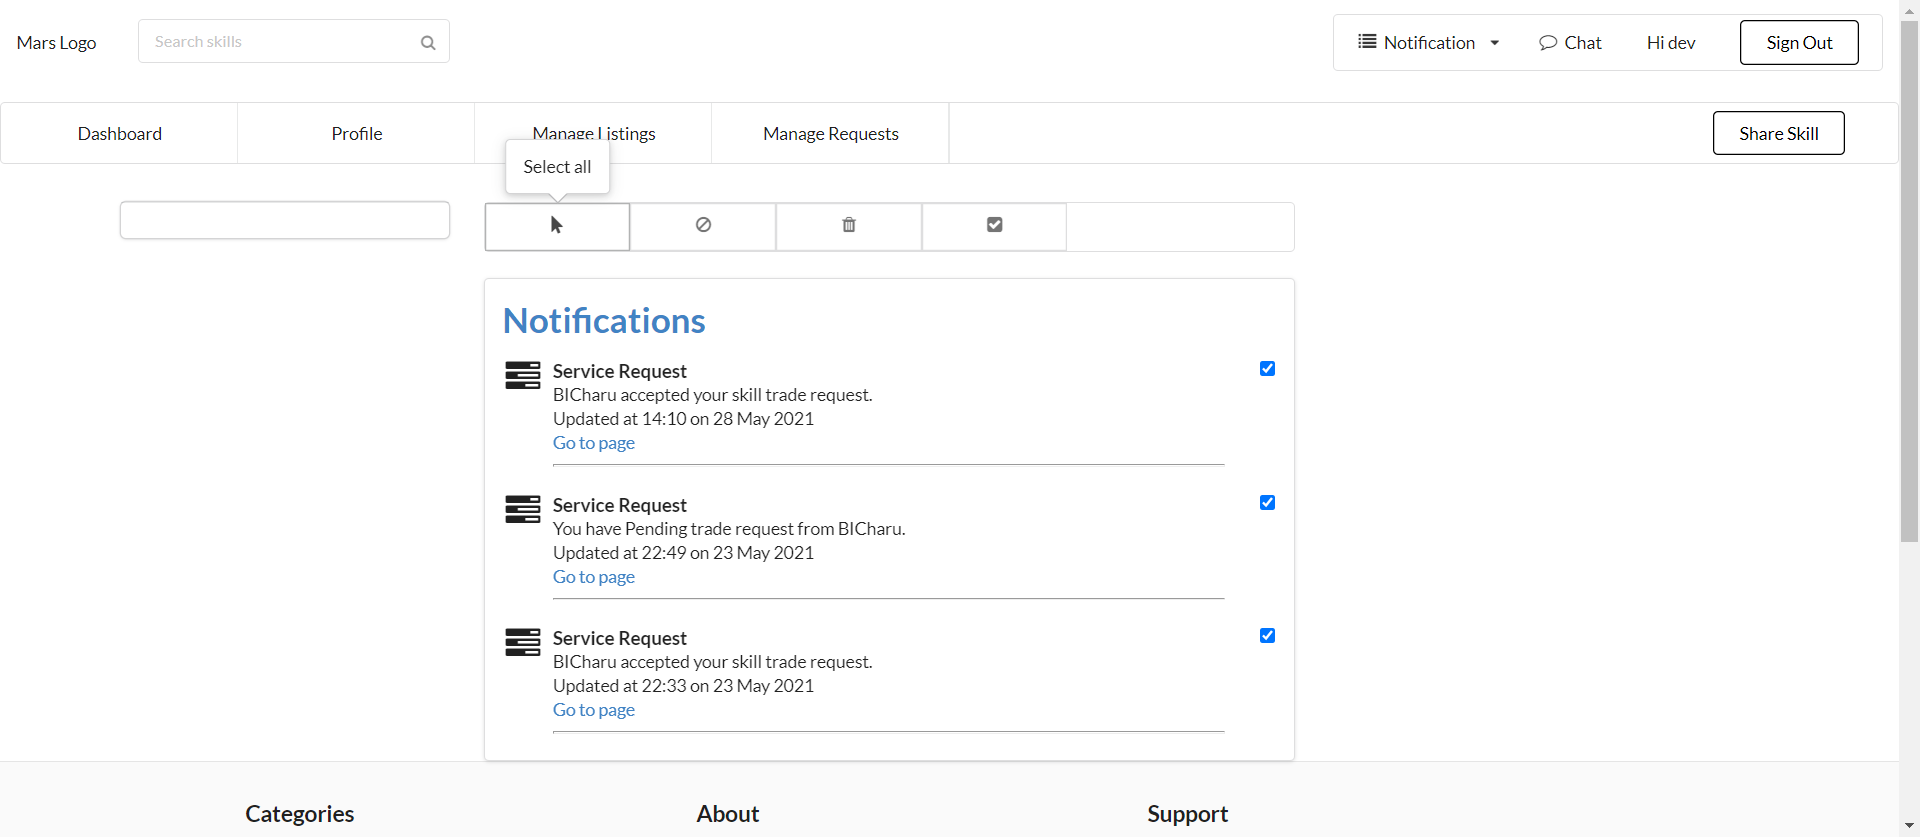 Mars Logo
Search skills
Notification
Chat
Hi dev
Sign Out
Dashboard
Profile
Manage Listings
Manage Requests
Share Skill
Select all
Notifications
Service Request
BICharu accepted your skill trade request.
Updated at 14:10 on 28 May 2021
Go to page
Service Request
You have Pending trade request from BICharu.
Updated at 22:49 on 23 May 2021
Go to page
Service Request
BICharu accepted your skill trade request.
Updated at 22:33 on 23 May 2021
Go to page
Categories
About
Support